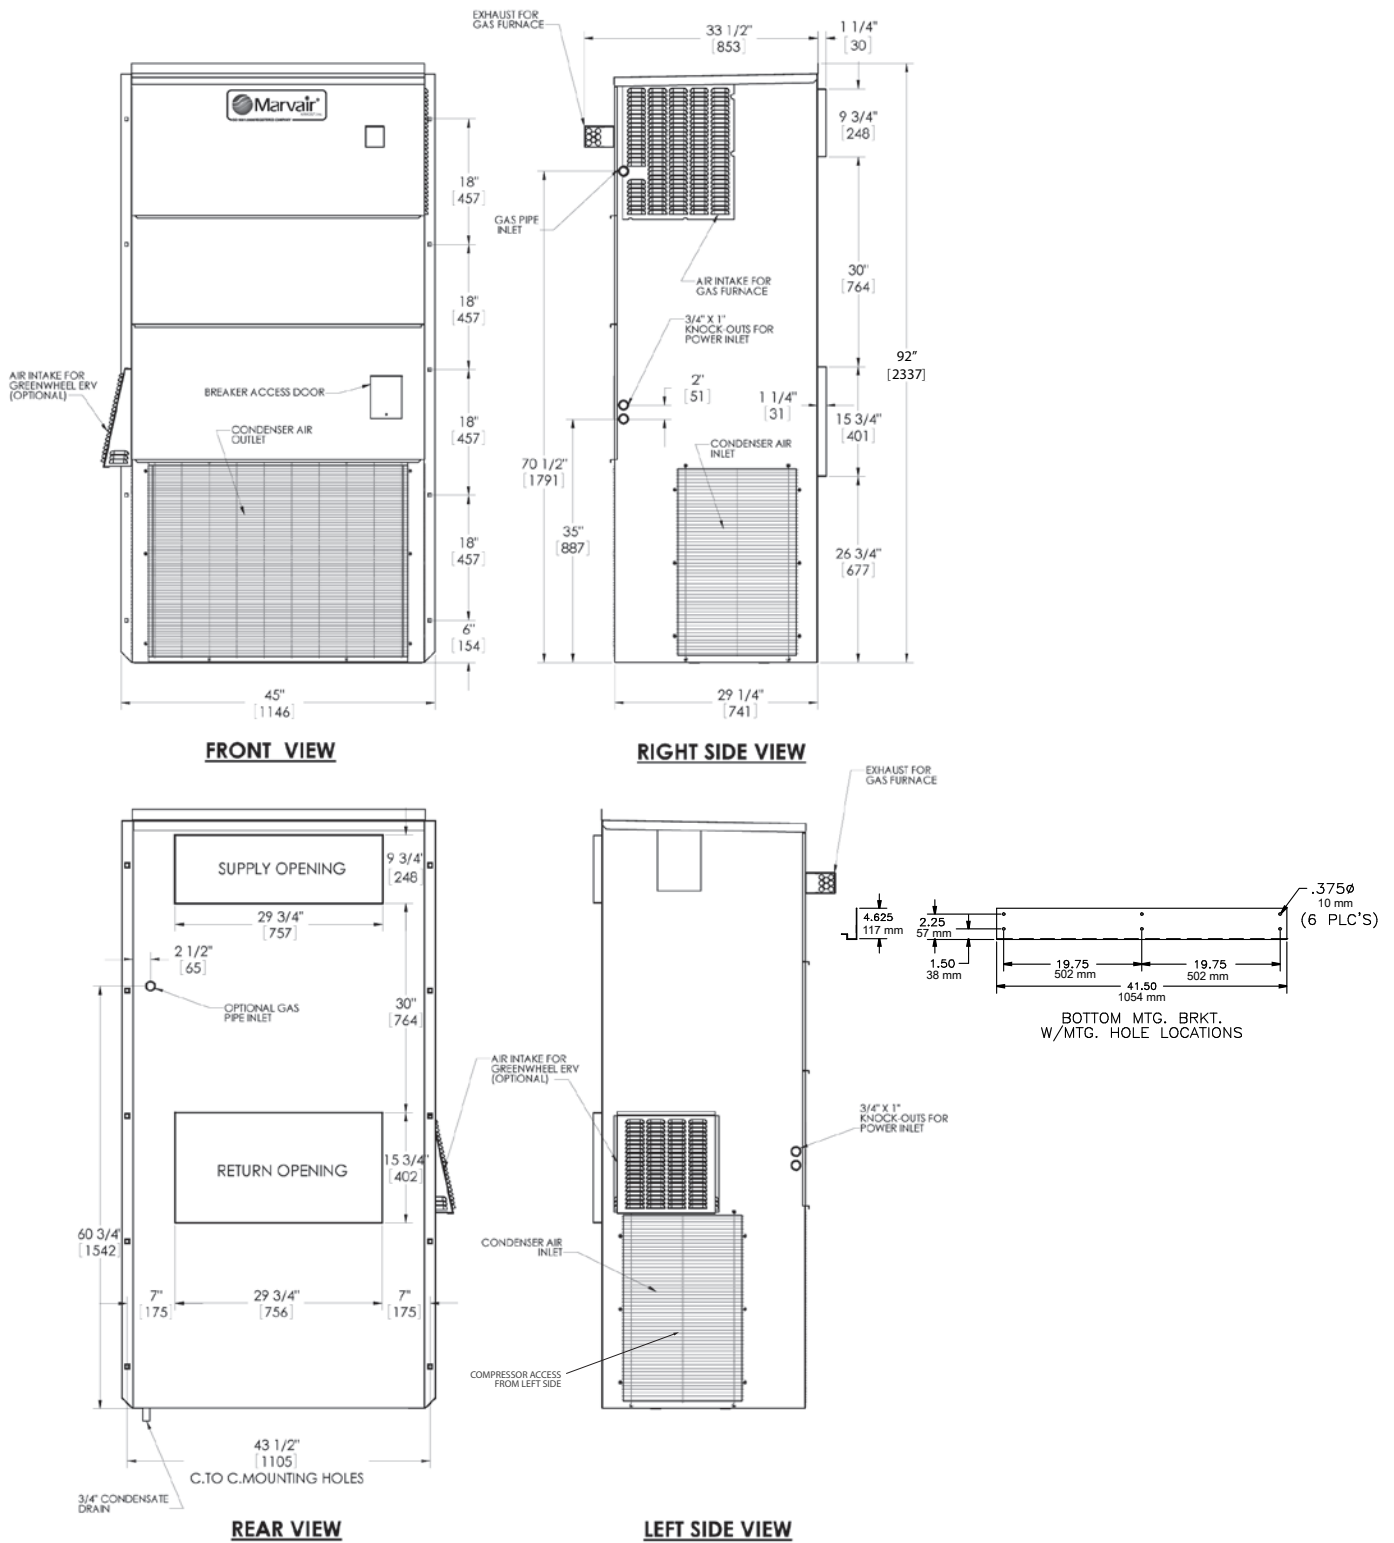 EXHAUST FOR
GAS FURNACE
33 1/2"
[853]
1 1/4"
[30]
Marvair®
9 3/4"
[248]
18"
[457]
GAS PIPE
INLET
AIR INTAKE FOR
GAS FURNACE
30"
[764]
18"
[457]
3/4" X 1"
KNOCK-OUTS FOR
POWER INLET
92"
[2337]
AIR INTAKE FOR
GREENWHEEL ERV
(OPTIONAL)
BREAKER ACCESS DOOR
2"
[51]
1 1/4"
[31]
15 3/4"
[401]
CONDENSER AIR
OUTLET
18"
[457]
CONDENSER AIR
INLET
70 1/2"
[1791]
35"
[887]
18"
[457]
26 3/4"
[677]
6"
[154]
45"
[1146]
29 1/4"
[741]
FRONT VIEW
RIGHT SIDE VIEW
EXHAUST FOR
GAS FURNACE
SUPPLY OPENING
9 3/4"
[248]
29 3/4"
[757]
2 1/2"
[65]
OPTIONAL GAS
PIPE INLET
30"
[764]
4.625
117 mm
2.25
57 mm
1.50
38 mm
.375ø
10 mm
(6 PLC'S)
19.75
502 mm
19.75
502 mm
41.50
1054 mm
BOTTOM MTG. BRKT.
W/MTG. HOLE LOCATIONS
AIR INTAKE FOR
GREENWHEEL ERV
(OPTIONAL)
3/4" X 1"
KNOCK-OUTS FOR
POWER INLET
RETURN OPENING
15 3/4"
[402]
60 3/4"
[1542]
CONDENSER AIR
INLET
7"
[175]
29 3/4"
[756]
7"
[175]
COMPRESSOR ACCESS
FROM LEFT SIDE
43 1/2"
[1105]
C.TO C.MOUNTING HOLES
3/4" CONDENSATE
DRAIN
REAR VIEW
LEFT SIDE VIEW